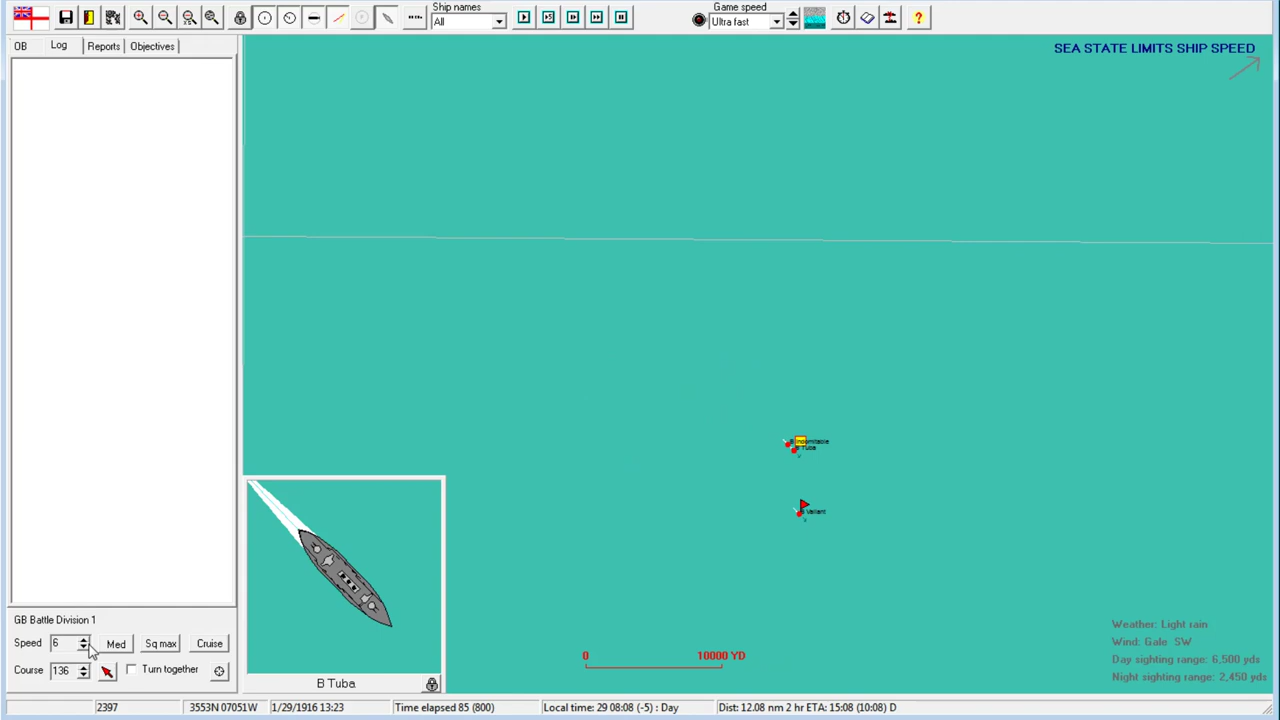 Ship names
All
Game speed
Ultra fast
?
OB Log Reports Objectives
SEA STATE LIMITS SHIP SPEED
B Indomitable
B Tuba
B Valiant
GB Battle Division 1
Speed 6 Med Sq max Cruise
Course 136 Turn together
B Tuba
0 10000 YD
Weather: Light rain
Wind: Gale SW
Day sighting range: 6,500 yds
Night sighting range: 2,450 yds
2397 3553N 07051W 1/29/1916 13:23 Time elapsed 85 (800) Local time: 29 08:08 (-5) : Day Dist: 12.08 nm 2 hr ETA: 15:08 (10:08) D